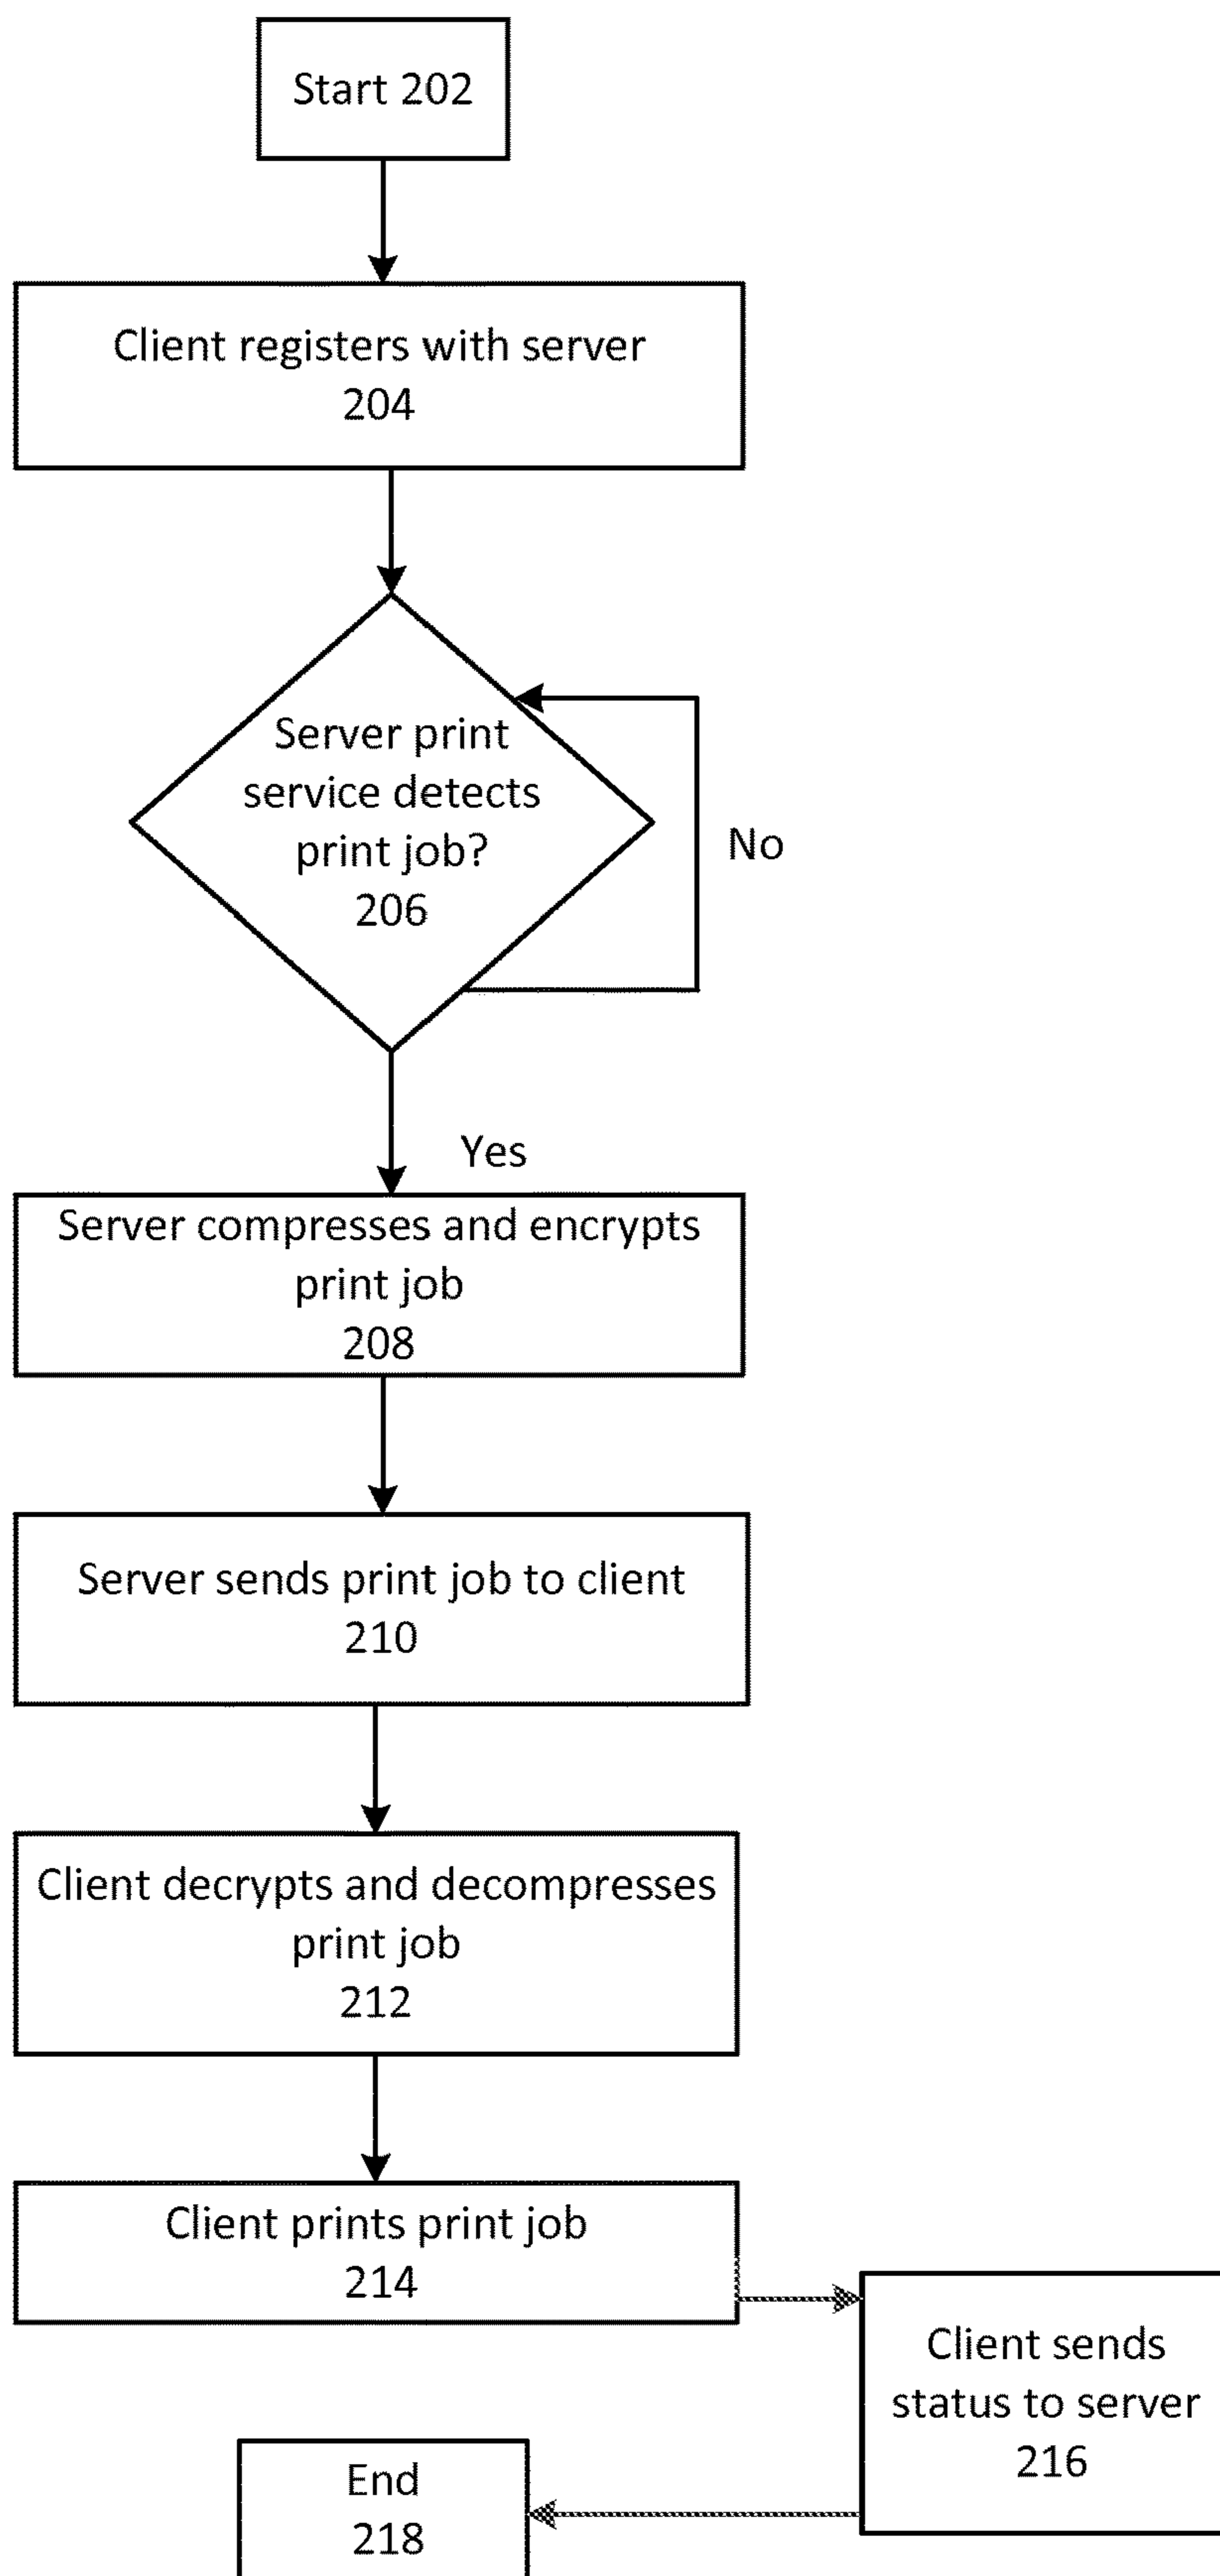 Start 202
Client registers with server
204
Server print
service detects
print job?
206
No
Yes
Server compresses and encrypts
print job
208
Server sends print job to client
210
Client decrypts and decompresses
print job
212
Client prints print job
214
Client sends
status to server
216
End
218